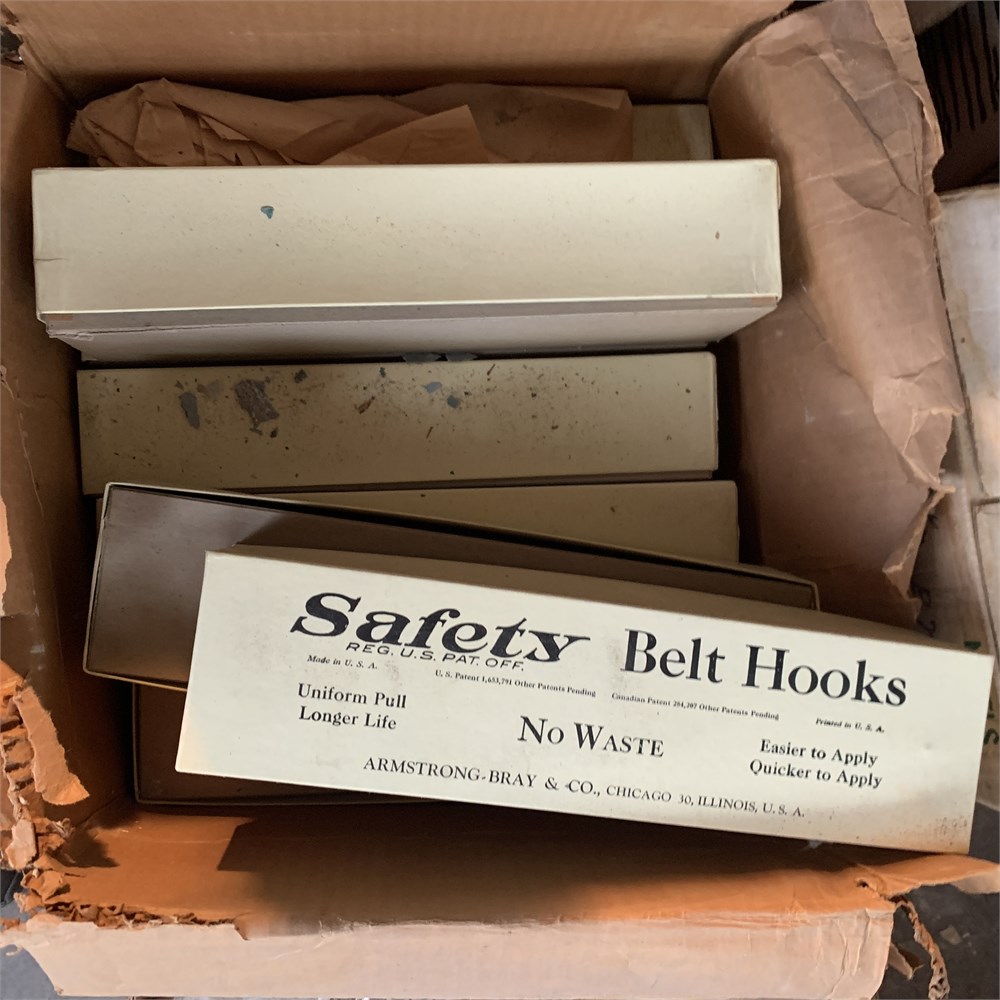 Safety Belt Hooks
REG. U.S. PAT. OFF.
Made in U. S. A.
U. S. Patent 1,653,791 Other Patents Pending
Canadian Patent 284,207 Other Patents Pending
Printed in U. S. A.
Uniform Pull
Longer Life
No Waste
Easier to Apply
Quicker to Apply
ARMSTRONG-BRAY & CO., CHICAGO 30, ILLINOIS, U. S. A.